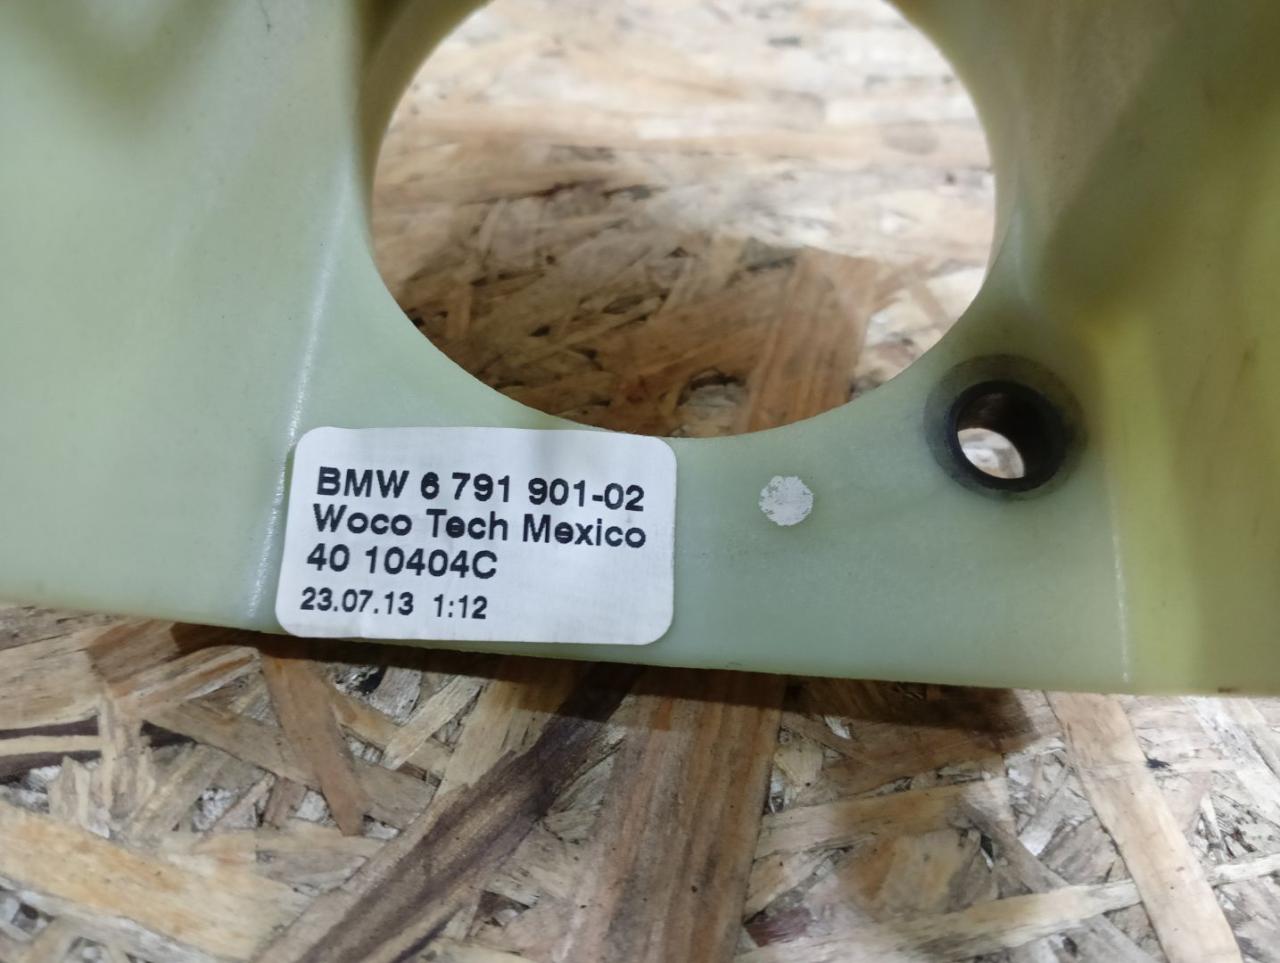 BMW 6 791 901-02
Woco Tech Mexico
40 10404C
23.07.13 1:12